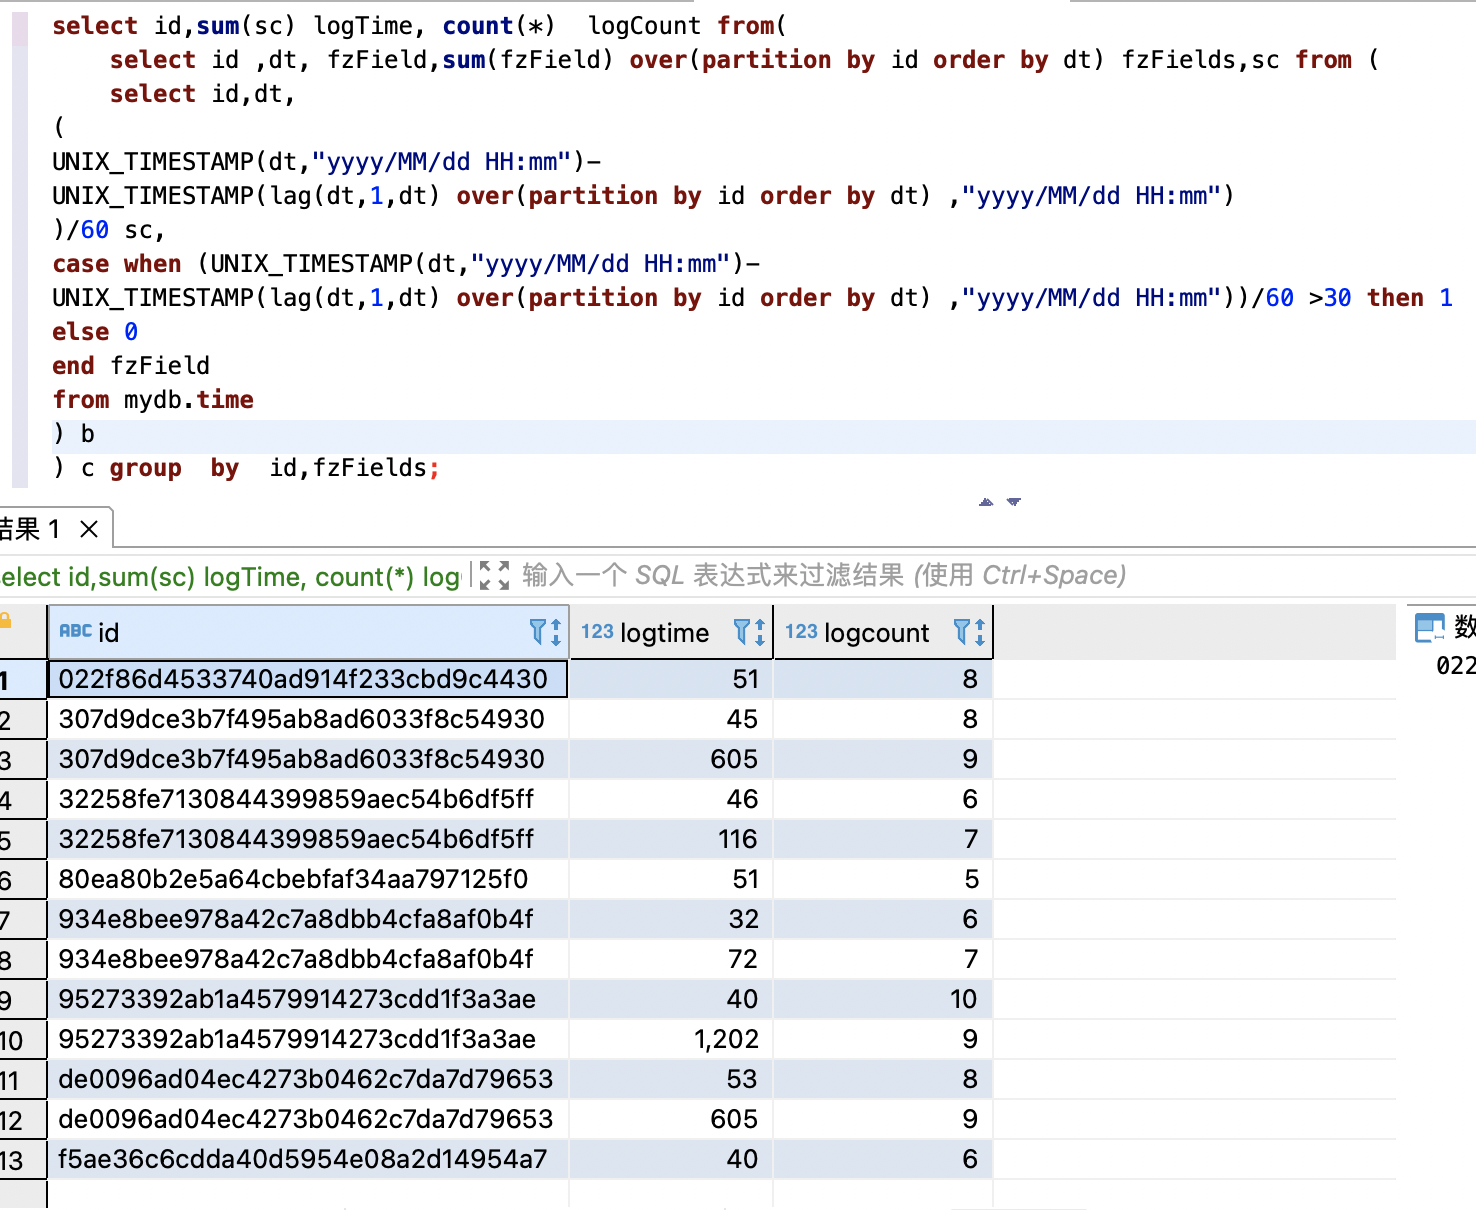 select id,sum(sc) logTime, count(*)  logCount from(
    select id ,dt, fzField,sum(fzField) over(partition by id order by dt) fzFields,sc from (
    select id,dt,
(
UNIX_TIMESTAMP(dt,"yyyy/MM/dd HH:mm")-
UNIX_TIMESTAMP(lag(dt,1,dt) over(partition by id order by dt) ,"yyyy/MM/dd HH:mm")
)/60 sc,
case when (UNIX_TIMESTAMP(dt,"yyyy/MM/dd HH:mm")-
UNIX_TIMESTAMP(lag(dt,1,dt) over(partition by id order by dt) ,"yyyy/MM/dd HH:mm"))/60 >30 then 1
else 0
end fzField
from mydb.time
) b
) c group  by  id,fzFields;
结果 1 ×
elect id,sum(sc) logTime, count(*) log 输入一个 SQL 表达式来过滤结果 (使用 Ctrl+Space)
ABC id 123 logtime 123 logcount 数
1 022f86d4533740ad914f233cbd9c4430 51 8 022
2 307d9dce3b7f495ab8ad6033f8c54930 45 8
3 307d9dce3b7f495ab8ad6033f8c54930 605 9
4 32258fe7130844399859aec54b6df5ff 46 6
5 32258fe7130844399859aec54b6df5ff 116 7
6 80ea80b2e5a64cbebfaf34aa797125f0 51 5
7 934e8bee978a42c7a8dbb4cfa8af0b4f 32 6
8 934e8bee978a42c7a8dbb4cfa8af0b4f 72 7
9 95273392ab1a4579914273cdd1f3a3ae 40 10
10 95273392ab1a4579914273cdd1f3a3ae 1,202 9
11 de0096ad04ec4273b0462c7da7d79653 53 8
12 de0096ad04ec4273b0462c7da7d79653 605 9
13 f5ae36c6cdda40d5954e08a2d14954a7 40 6